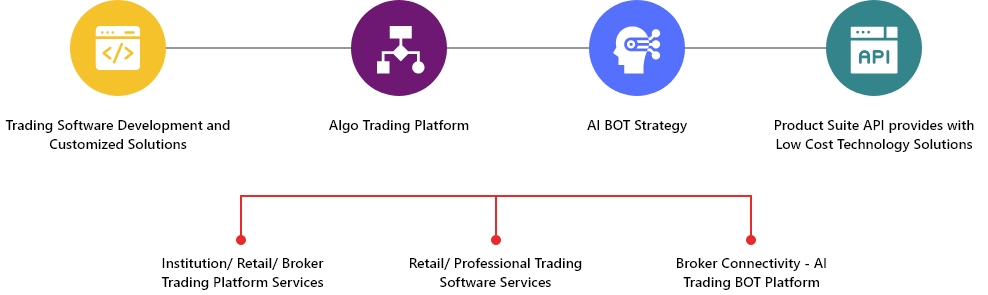 </>
API
Trading Software Development and
Customized Solutions
Algo Trading Platform
AI BOT Strategy
Product Suite API provides with
Low Cost Technology Solutions
Institution/ Retail/ Broker
Trading Platform Services
Retail/ Professional Trading
Software Services
Broker Connectivity - AI
Trading BOT Platform